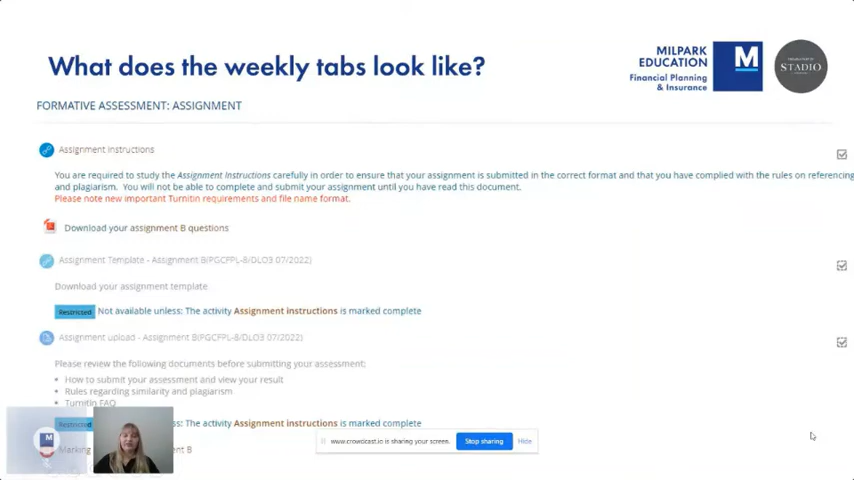 What does the weekly tabs look like?
MILPARK
EDUCATION
Financial Planning
& Insurance
M
STADIO
FORMATIVE ASSESSMENT: ASSIGNMENT
Assignment Instructions
You are required to study the Assignment Instructions carefully in order to ensure that your assignment is submitted in the correct format and that you have complied with the rules on referencing
and plagiarism. You will not be able to complete and submit your assignment until you have read this document.
Please note new important Turnitin requirements and file name format.
Download your assignment B questions
Assignment Template - Assignment B(PGCFPL-8/DLO3 07/2022)
Download your assignment template
Restricted Not available unless: The activity Assignment instructions is marked complete
Assignment upload - Assignment B(PGCFPL-8/DLO3 07/2022)
Please review the following documents before submitting your assessment:
• How to submit your assessment and view your result
• Rules regarding similarity and plagiarism
• Turnitin FAQ
Restricted ss: The activity Assignment instructions is marked complete
www.crowdcast.io is sharing your screen. Stop sharing Hide
Marking B